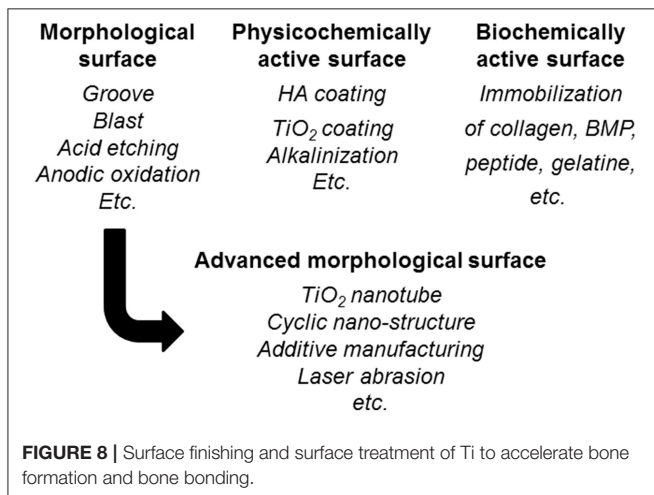 Morphological
surface
Groove
Blast
Acid etching
Anodic oxidation
Etc.
Physicochemically
active surface
HA coating
TiO₂ coating
Alkalinization
Etc.
Biochemically
active surface
Immobilization
of collagen, BMP,
peptide, gelatine,
etc.
Advanced morphological surface
TiO₂ nanotube
Cyclic nano-structure
Additive manufacturing
Laser abrasion
etc.
FIGURE 8 | Surface finishing and surface treatment of Ti to accelerate bone
formation and bone bonding.